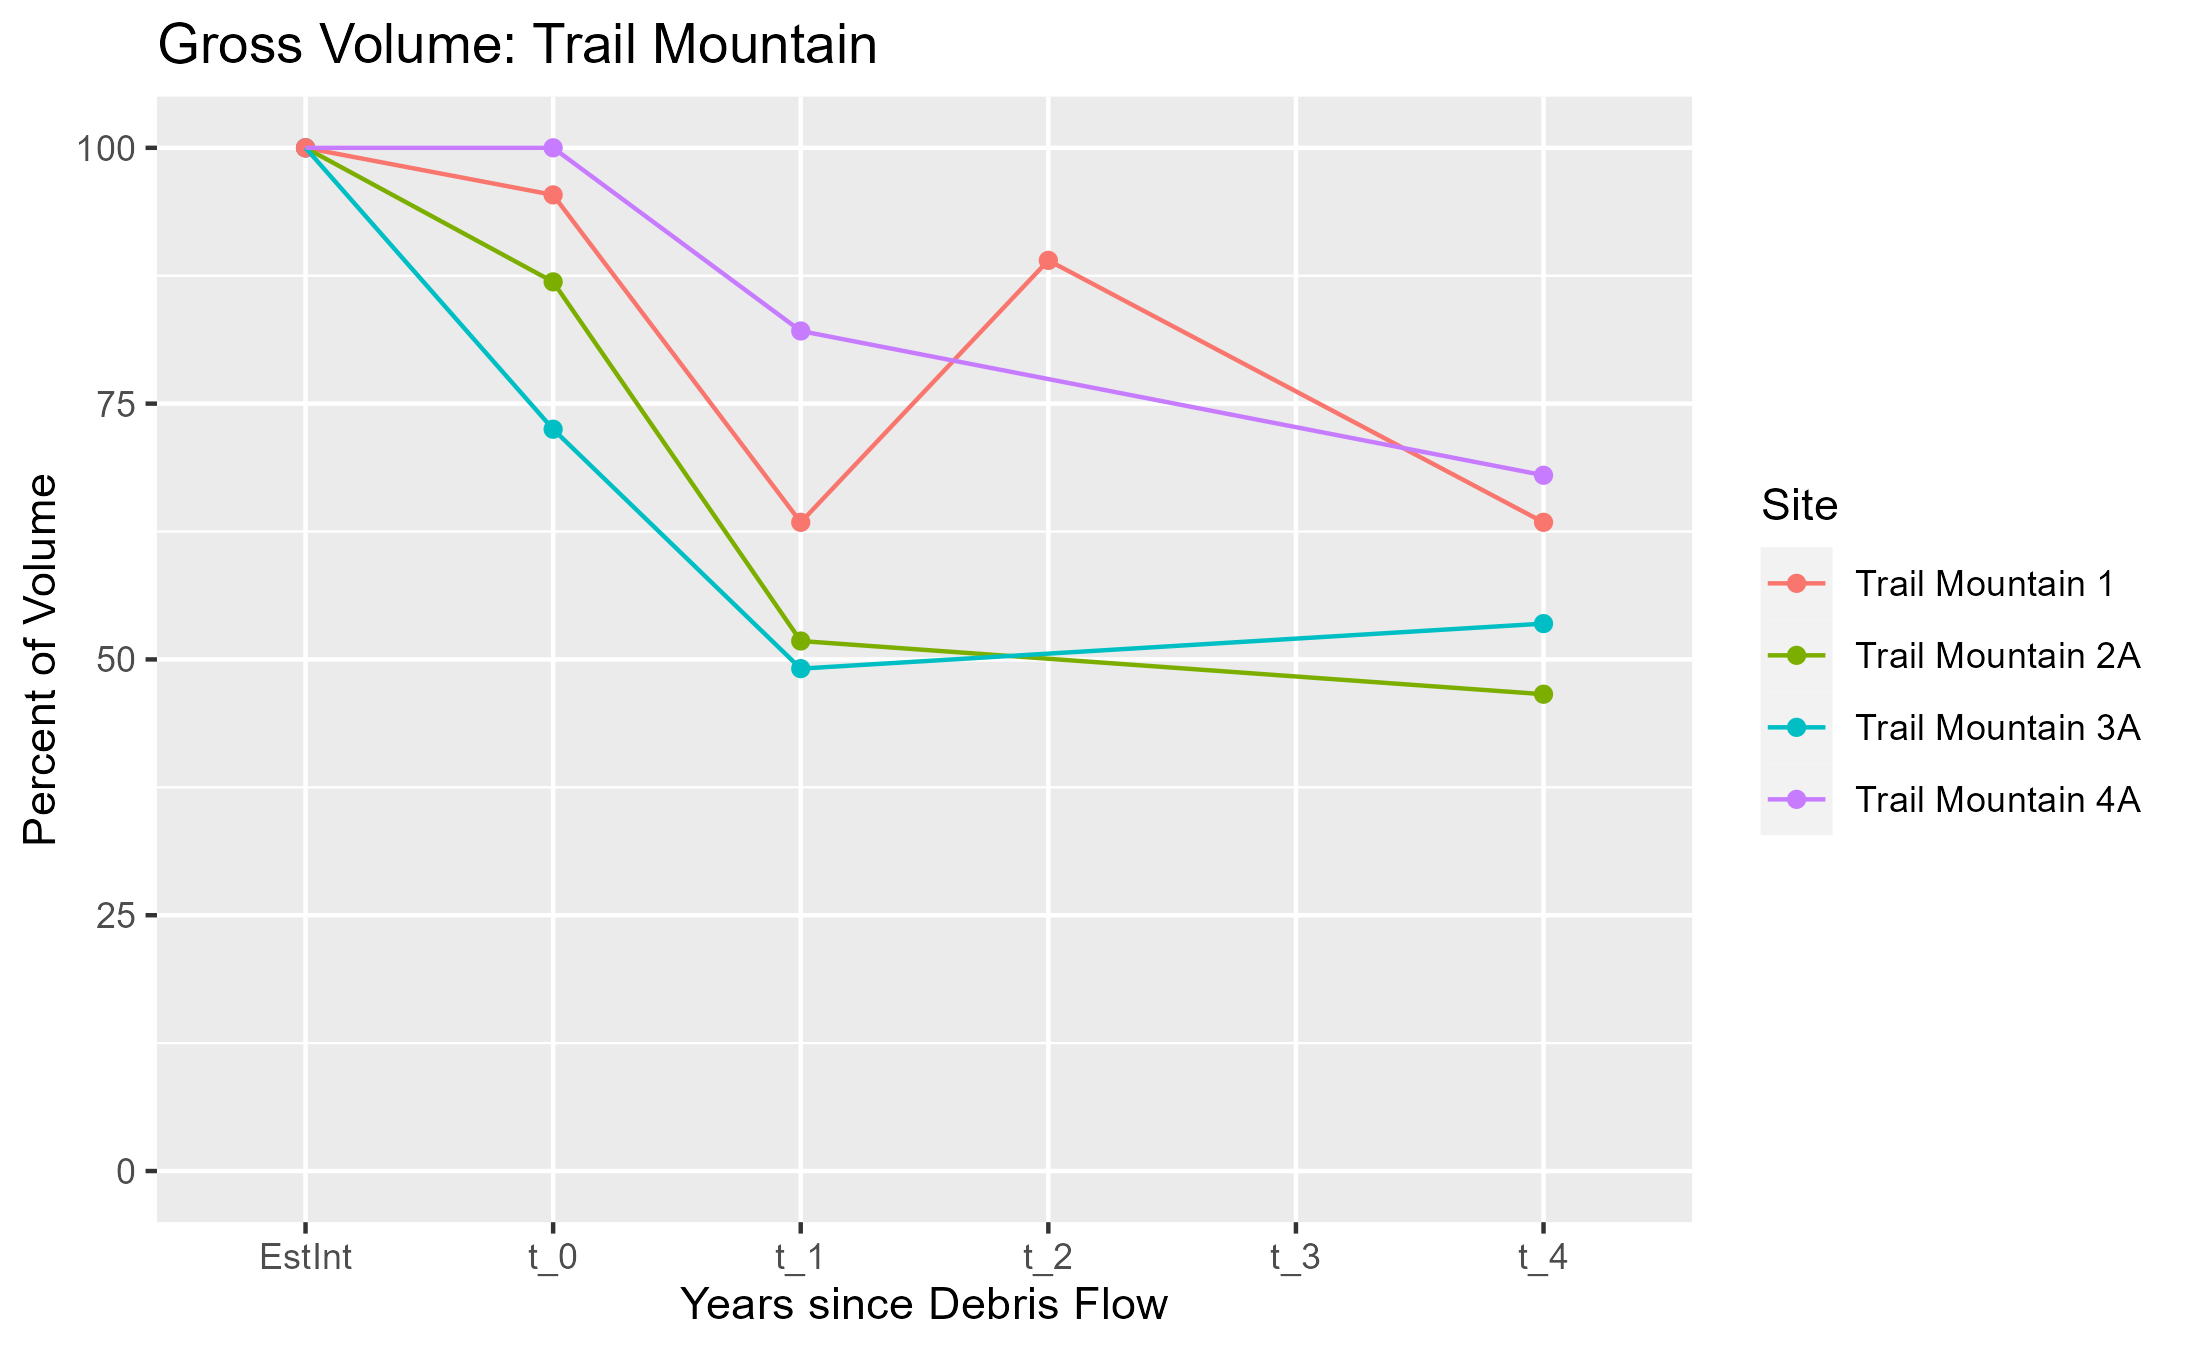 Gross Volume: Trail Mountain
Percent of Volume
100
75
50
25
0
EstInt t_0 t_1 t_2 t_3 t_4
Years since Debris Flow
Site
Trail Mountain 1
Trail Mountain 2A
Trail Mountain 3A
Trail Mountain 4A